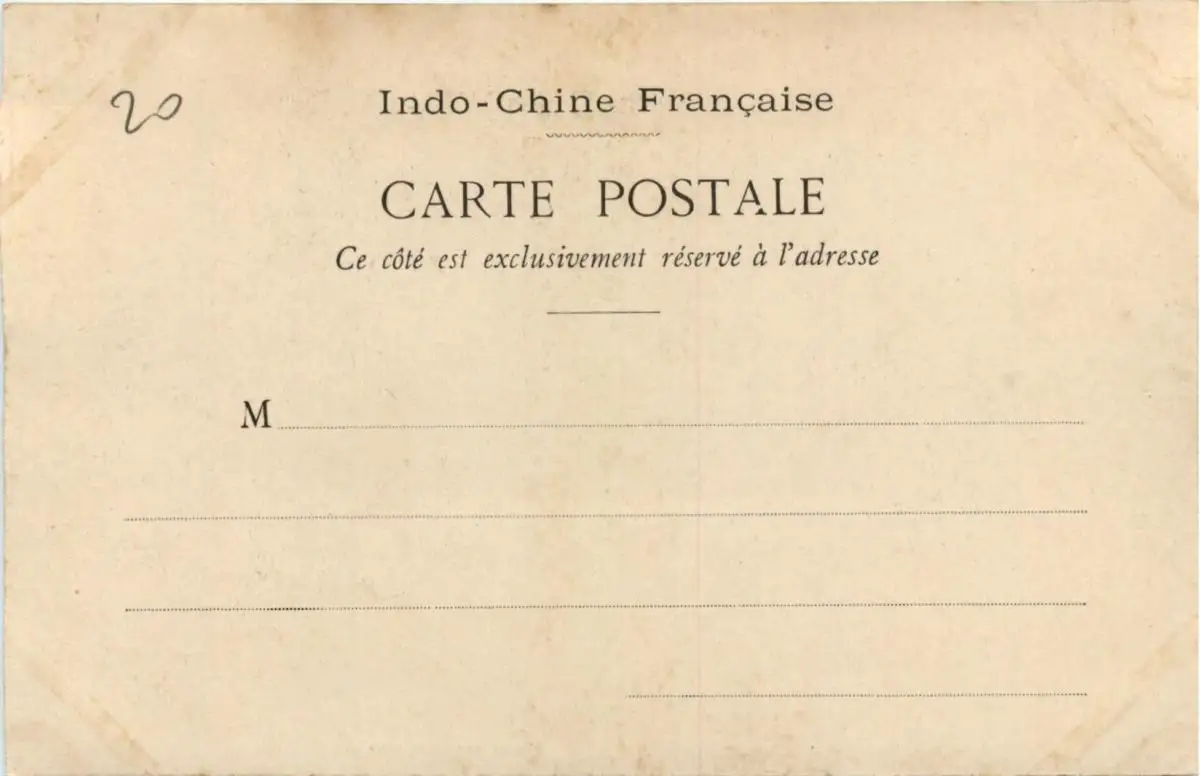 20
Indo-Chine Française
CARTE POSTALE
Ce côté est exclusivement réservé à l'adresse
M